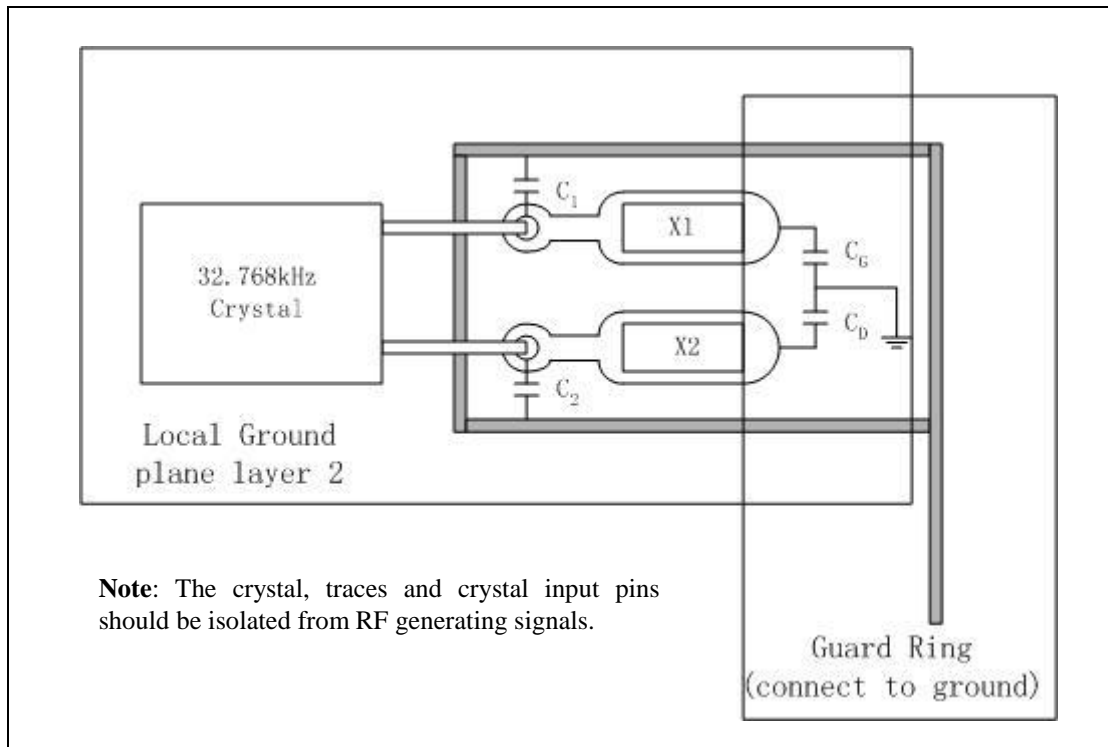 C1
X1
CG
32.768kHz
Crystal
X2
CD
C2
Local Ground
plane layer 2
Note: The crystal, traces and crystal input pins
should be isolated from RF generating signals.
Guard Ring
(connect to ground)